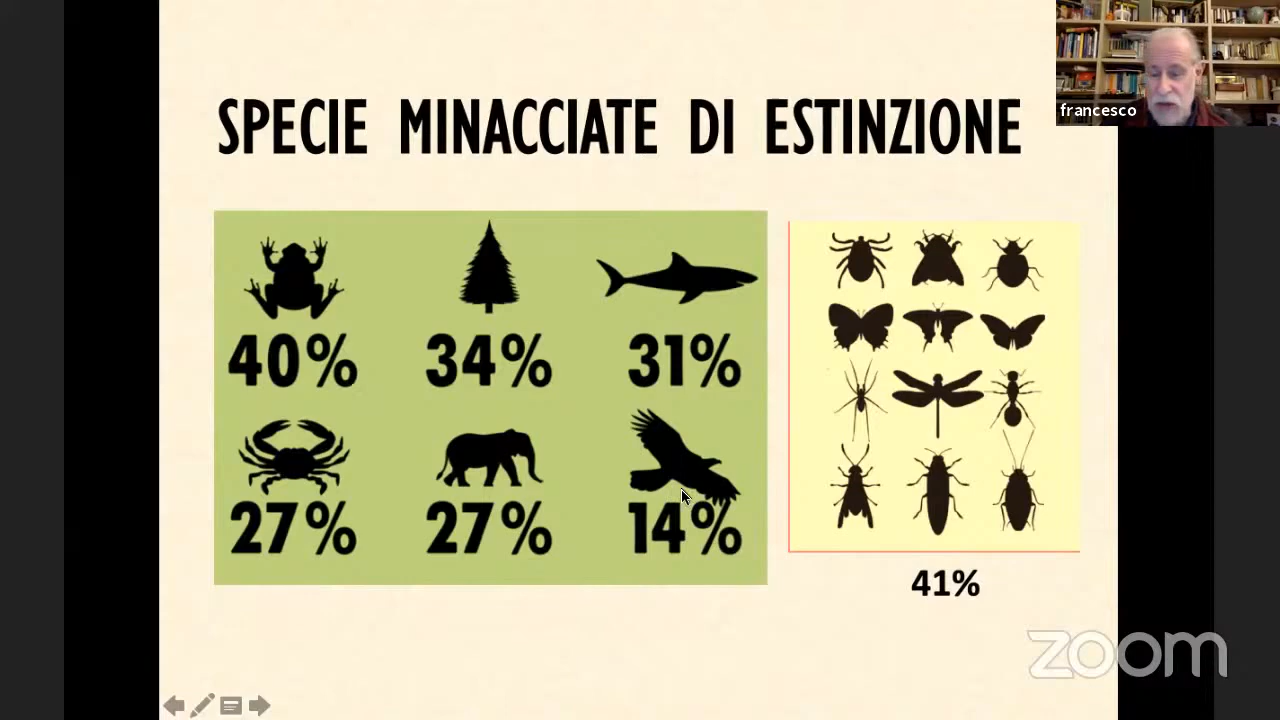 francesco
SPECIE MINACCIATE DI ESTINZIONE
40% 34% 31%
27% 27% 14%
41%
zoom